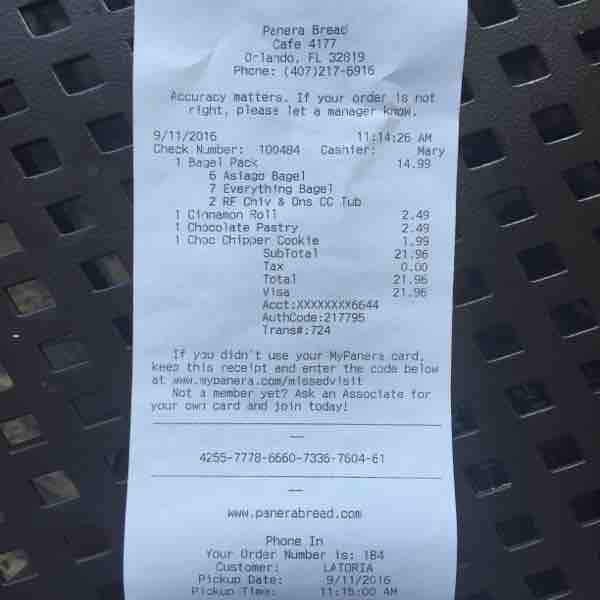 Panera Bread
Cafe 4177
Orlando, FL 32819
Phone: (407)217-6916
Accuracy matters. If your order is not
right, please let a manager know.
9/11/2016 11:14:26 AM
Check Number: 100484 Cashier: Mary
1 Bagel Pack 14.99
6 Asiago Bagel
7 Everything Bagel
2 RF Chiv & Ons CC Tub
1 Cinnamon Roll 2.49
1 Chocolate Pastry 2.49
1 Choc Chipper Cookie 1.99
SubTotal 21.96
Tax 0.00
Total 21.96
Visa 21.96
Acct:XXXXXXXX6644
AuthCode:217795
Trans#:724
If you didn't use your MyPanera card,
keep this receipt and enter the code below
at www.mypanera.com/missedvisit
Not a member yet? Ask an Associate for
your own card and join today!
4255-7778-6660-7336-7604-61
www.panerabread.com
Phone In
Your Order Number is: 184
Customer: LATORIA
Pickup Date: 9/11/2016
Pickup Time: 11:15:00 AM